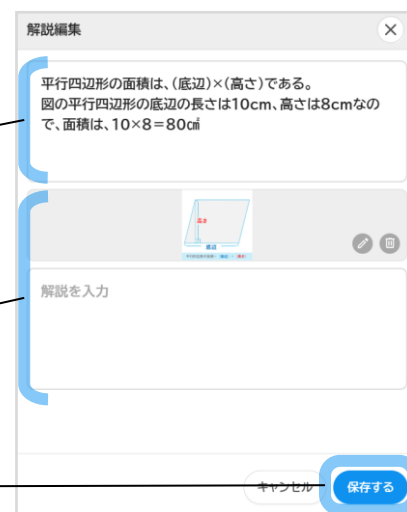 解説編集
平行四辺形の面積は、(底辺)×(高さ)である。
図の平行四辺形の底辺の長さは10cm、高さは8cmなの
で、面積は、10×8=80㎠
高さ
底辺
解説を入力
キャンセル
保存する